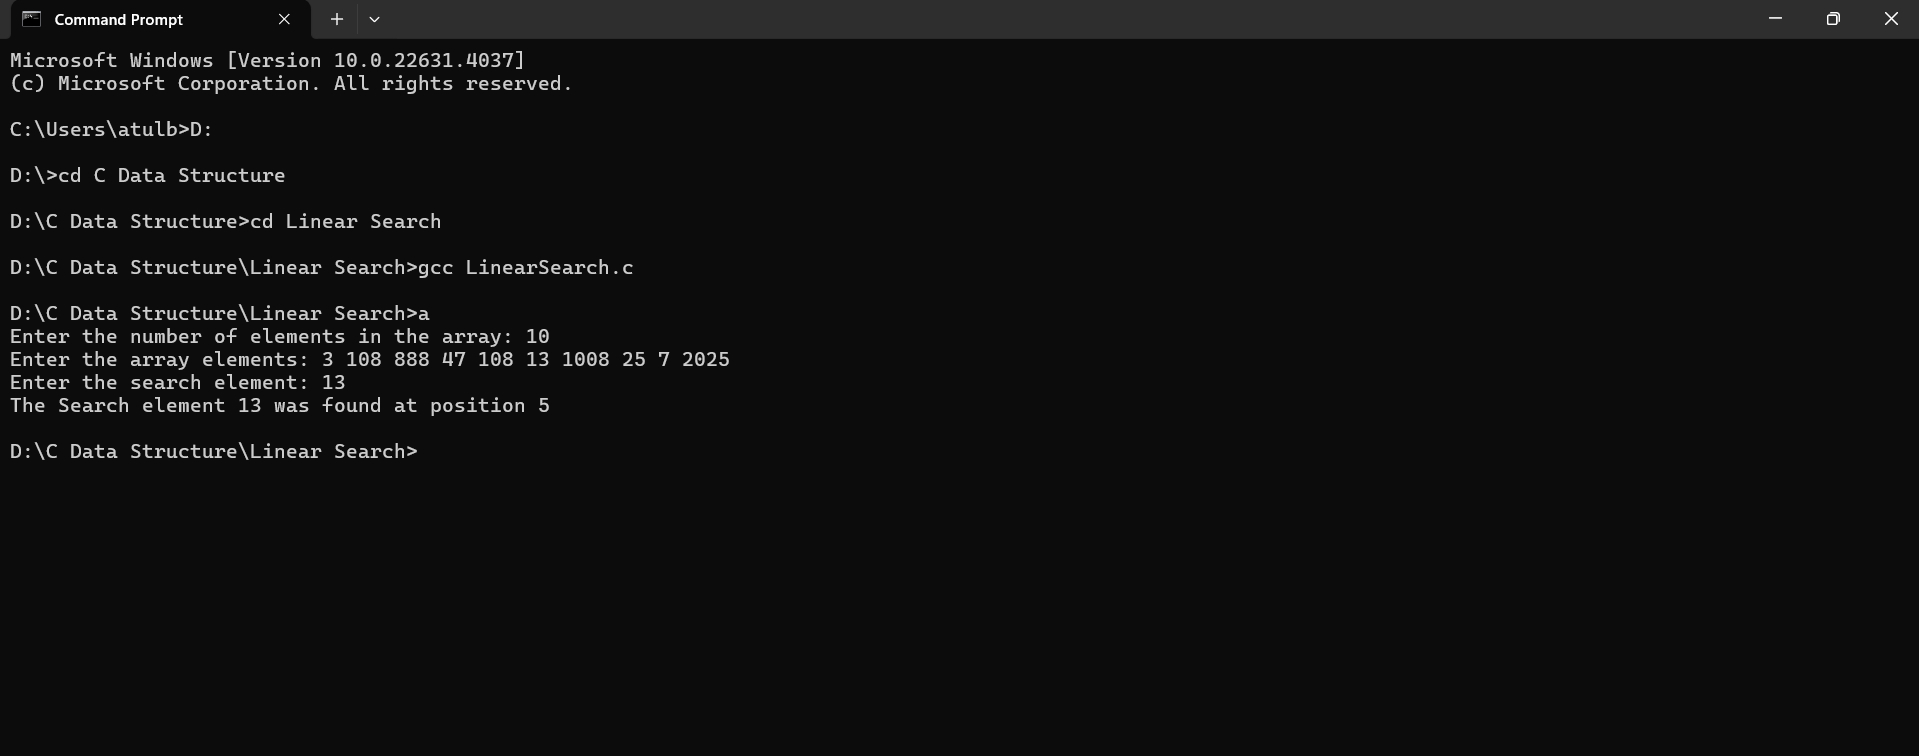 Command Prompt
Microsoft Windows [Version 10.0.22631.4037]
(c) Microsoft Corporation. All rights reserved.
C:\Users\atulb>D:
D:\>cd C Data Structure
D:\C Data Structure>cd Linear Search
D:\C Data Structure\Linear Search>gcc LinearSearch.c
D:\C Data Structure\Linear Search>a
Enter the number of elements in the array: 10
Enter the array elements: 3 108 888 47 108 13 1008 25 7 2025
Enter the search element: 13
The Search element 13 was found at position 5
D:\C Data Structure\Linear Search>